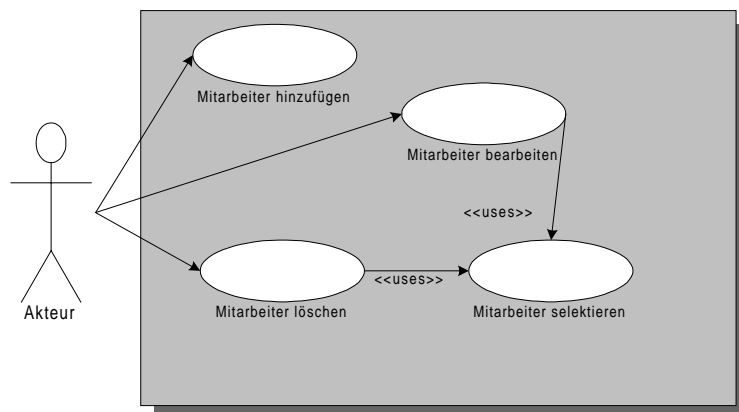 Mitarbeiter hinzufügen
Mitarbeiter bearbeiten
<<uses>>
<<uses>>
Akteur
Mitarbeiter löschen
Mitarbeiter selektieren